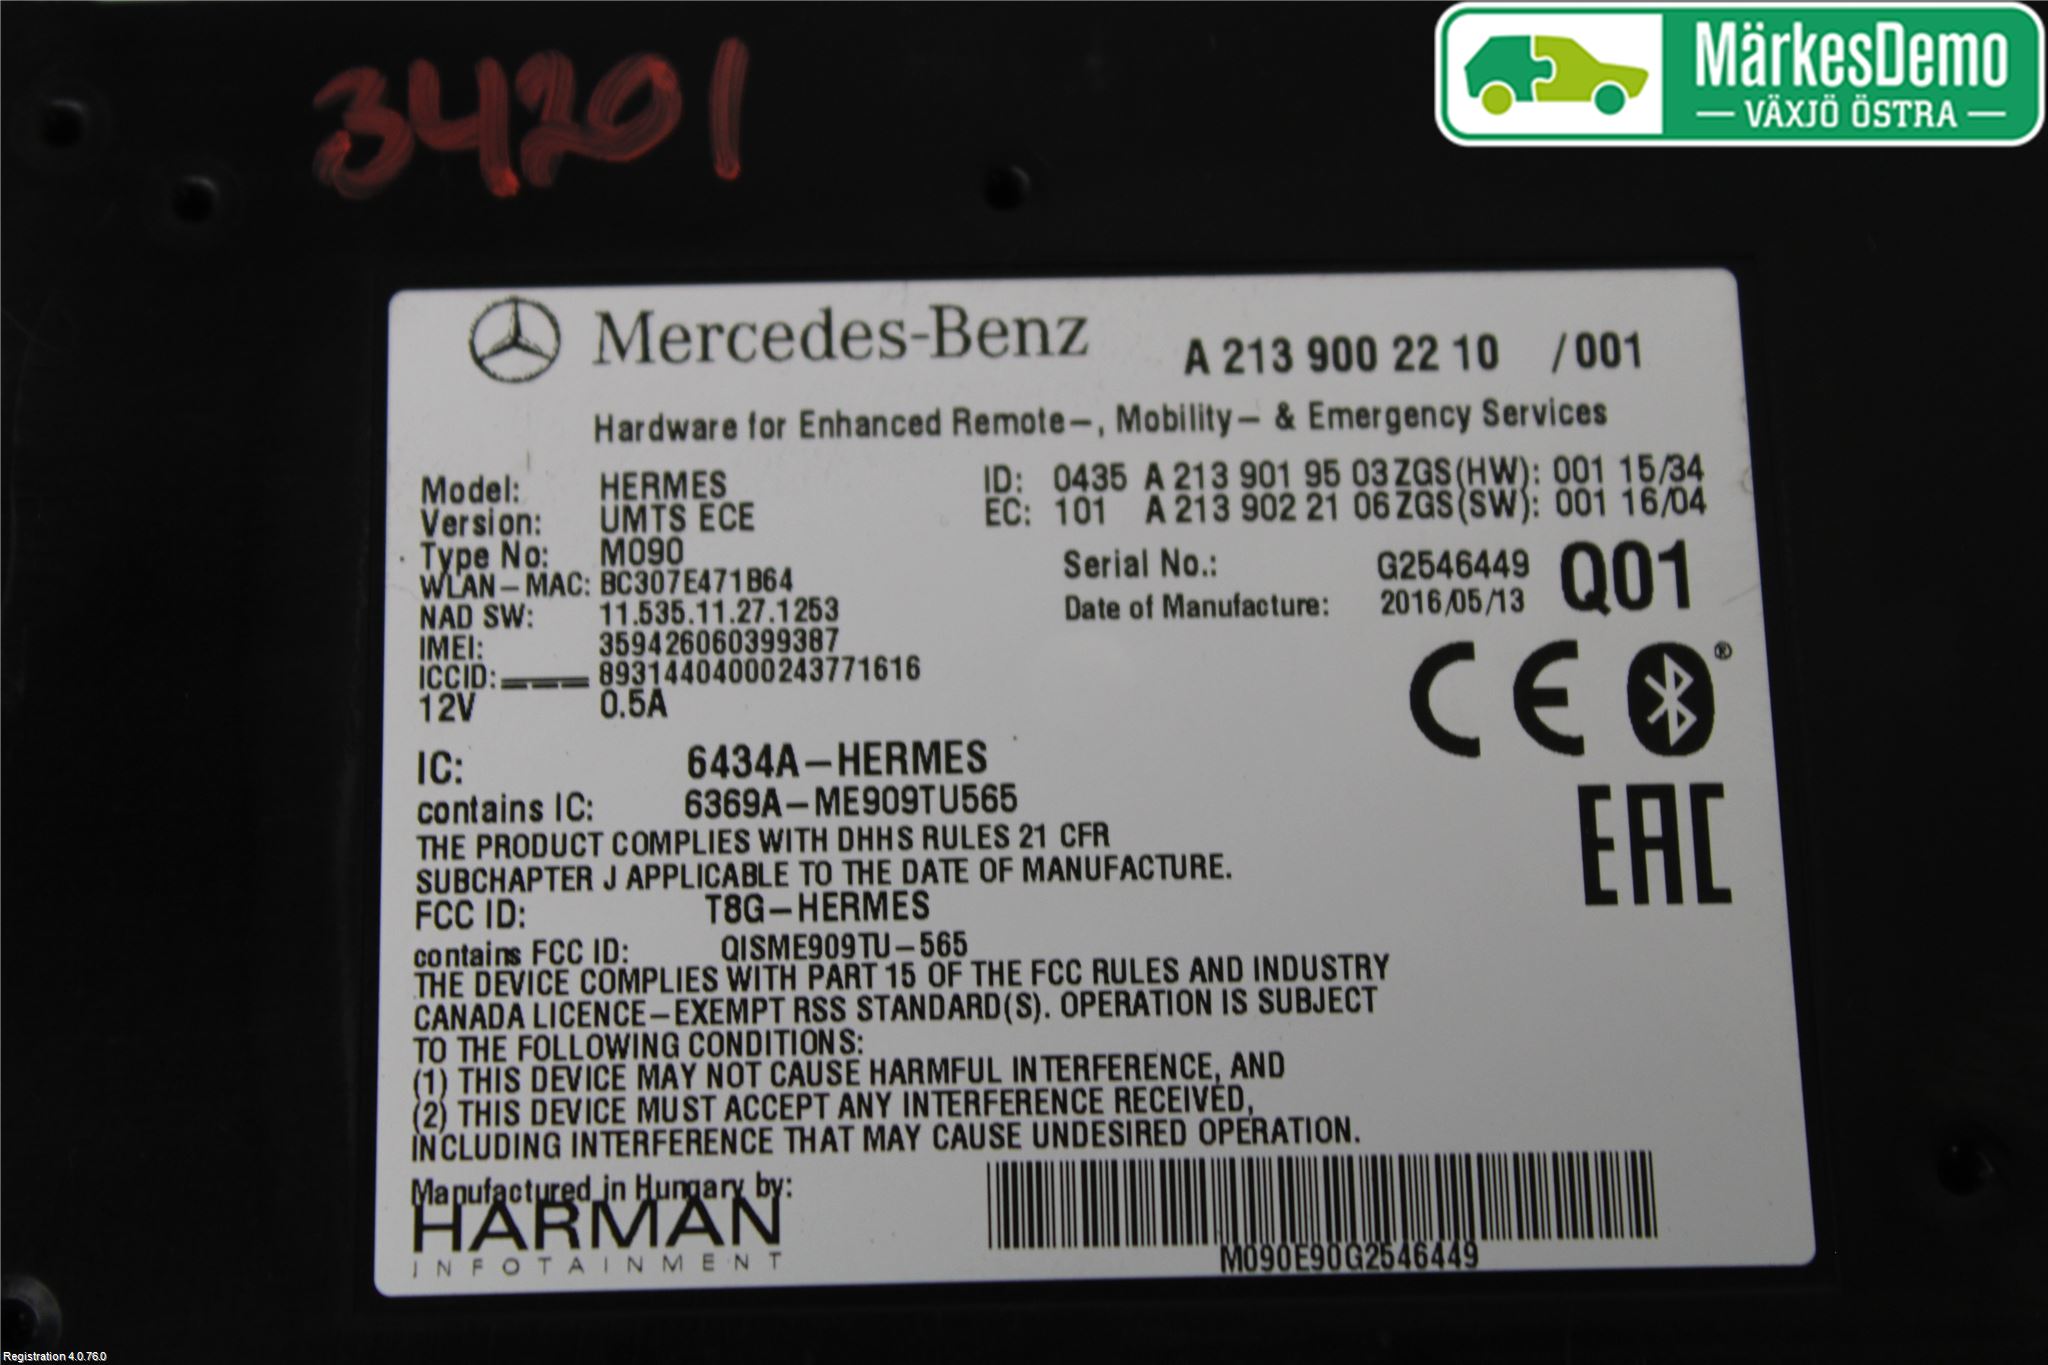 34201
MärkesDemo
VÄXJÖ ÖSTRA
Mercedes-Benz A 213 900 22 10 /001
Hardware for Enhanced Remote-, Mobility- & Emergency Services
Model: HERMES ID: 0435 A 213 901 95 03 ZGS(HW): 001 15/34
Version: UMTS ECE EC: 101 A 213 902 21 06 ZGS(SW): 001 16/04
Type No: M090 Serial No.: G2546449 Q01
WLAN-MAC: BC307E471B64
NAD SW: 11.535.11.27.1253 Date of Manufacture: 2016/05/13
IMEI: 359426060399387
ICCID: 89314404000243771616
12V 0.5A
CE ®
IC: 6434A-HERMES
contains IC: 6369A-ME909TU565
EAC
THE PRODUCT COMPLIES WITH DHHS RULES 21 CFR
SUBCHAPTER J APPLICABLE TO THE DATE OF MANUFACTURE.
FCC ID: T8G-HERMES
contains FCC ID: QISME909TU-565
THE DEVICE COMPLIES WITH PART 15 OF THE FCC RULES AND INDUSTRY
CANADA LICENCE-EXEMPT RSS STANDARD(S). OPERATION IS SUBJECT
TO THE FOLLOWING CONDITIONS:
(1) THIS DEVICE MAY NOT CAUSE HARMFUL INTERFERENCE, AND
(2) THIS DEVICE MUST ACCEPT ANY INTERFERENCE RECEIVED,
INCLUDING INTERFERENCE THAT MAY CAUSE UNDESIRED OPERATION.
Manufactured in Hungary by:
HARMAN
INFOTAINMENT
M090E90G2546449
Registration 4.0.76.0